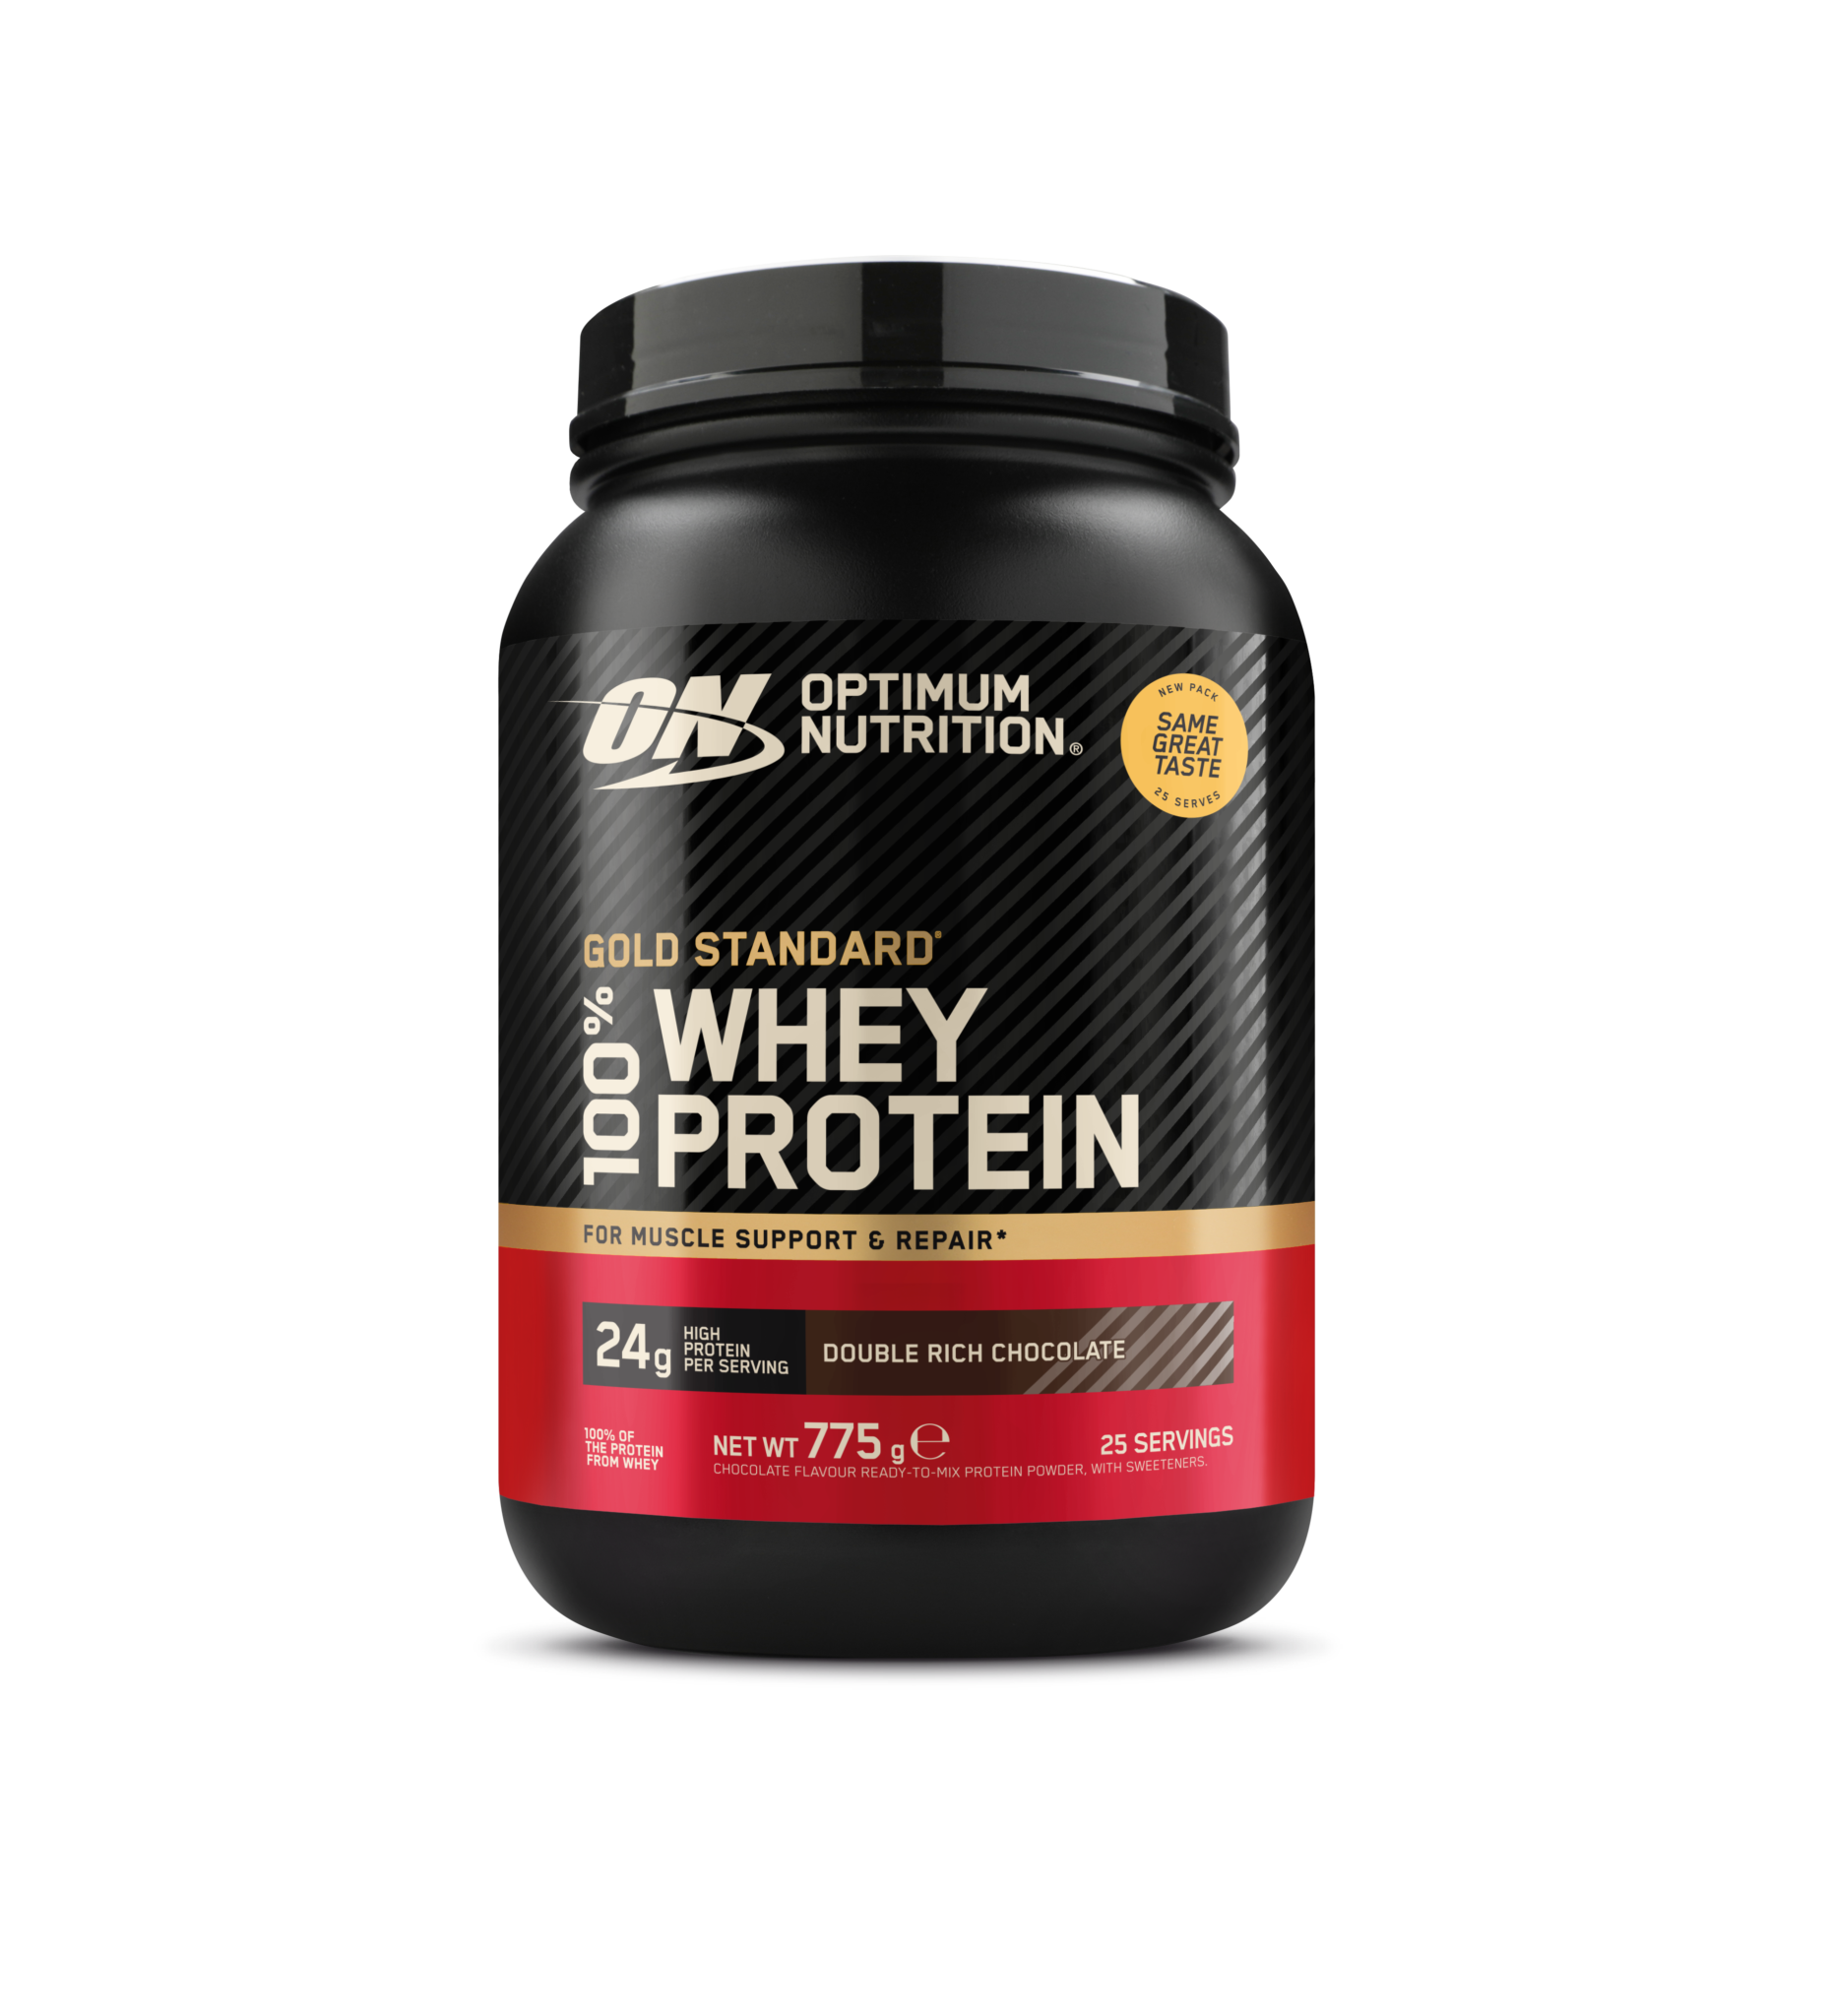 ON
OPTIMUM
NUTRITION®
NEW PACK
SAME
GREAT
TASTE
25 SERVES
GOLD STANDARD®
100%
WHEY
PROTEIN
FOR MUSCLE SUPPORT & REPAIR*
24g
HIGH
PROTEIN
PER SERVING
DOUBLE RICH CHOCOLATE
100% OF
THE PROTEIN
FROM WHEY
NET WT 775 g ℮
25 SERVINGS
CHOCOLATE FLAVOUR READY-TO-MIX PROTEIN POWDER, WITH SWEETENERS.